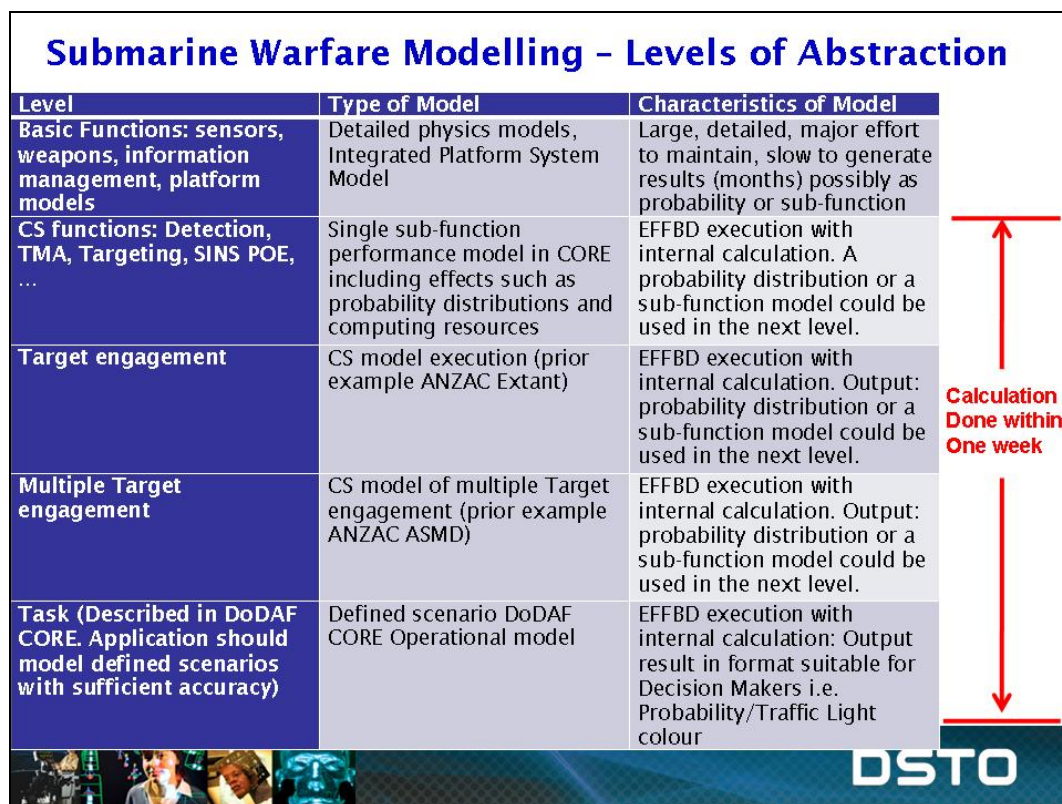 Submarine Warfare Modelling – Levels of Abstraction
Level
Type of Model
Characteristics of Model
Basic Functions: sensors,
weapons, information
management, platform
models
Detailed physics models,
Integrated Platform System
Model
Large, detailed, major effort
to maintain, slow to generate
results (months) possibly as
probability or sub-function
CS functions: Detection,
TMA, Targeting, SINS POE,
...
Single sub-function
performance model in CORE
including effects such as
probability distributions and
computing resources
EFFBD execution with
internal calculation. A
probability distribution or a
sub-function model could be
used in the next level.
Target engagement
CS model execution (prior
example ANZAC Extant)
EFFBD execution with
internal calculation. Output:
probability distribution or a
sub-function model could be
used in the next level.
Multiple Target
engagement
CS model of multiple Target
engagement (prior example
ANZAC ASMD)
EFFBD execution with
internal calculation. Output:
probability distribution or a
sub-function model could be
used in the next level.
Task (Described in DoDAF
CORE. Application should
model defined scenarios
with sufficient accuracy)
Defined scenario DoDAF
CORE Operational model
EFFBD execution with
internal calculation: Output
result in format suitable for
Decision Makers i.e.
Probability/Traffic Light
colour
Calculation
Done within
One week
DSTO